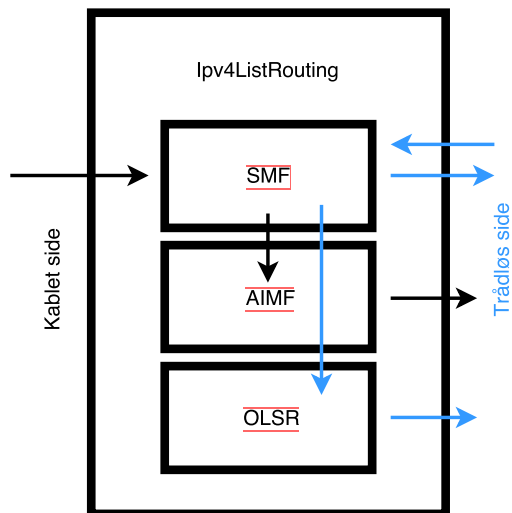 Ipv4ListRouting
SMF
Kablet side
AIMF
Trådløs side
OLSR